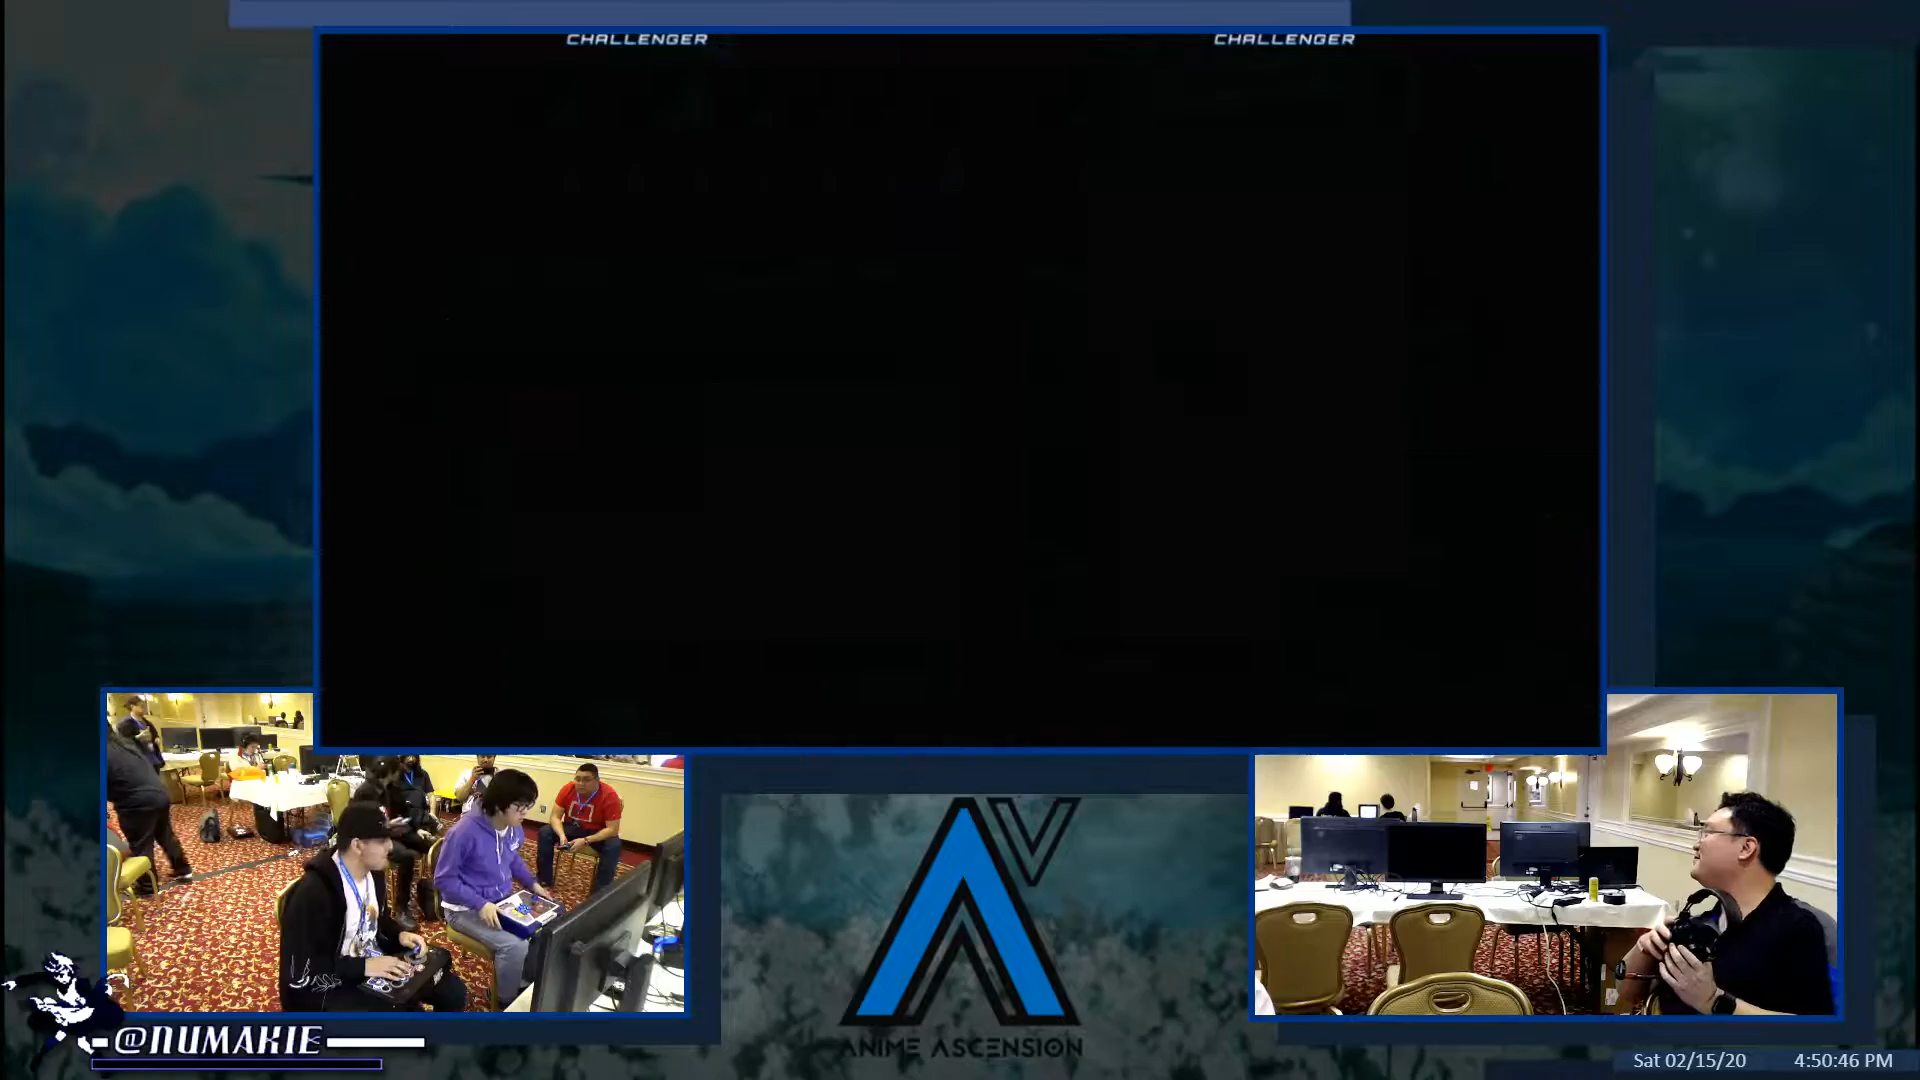 CHALLENGER
CHALLENGER
@NUMAKIE
ANIME ASCENSION
Sat 02/15/20
4:50:46 PM